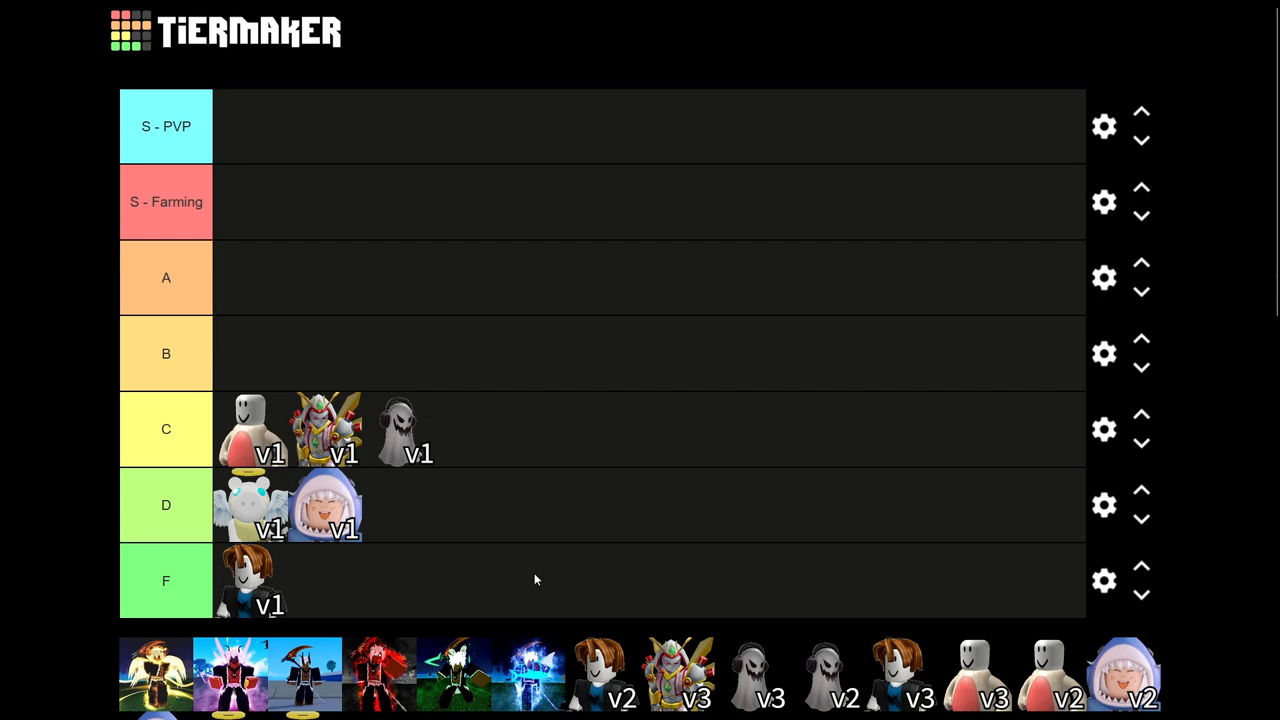 TiERMAKER
S - PVP
S - Farming
A
B
C
v1 v1 v1
D
v1 v1
F
v1
v2 v3 v3 v2 v3 v3 v2 v2